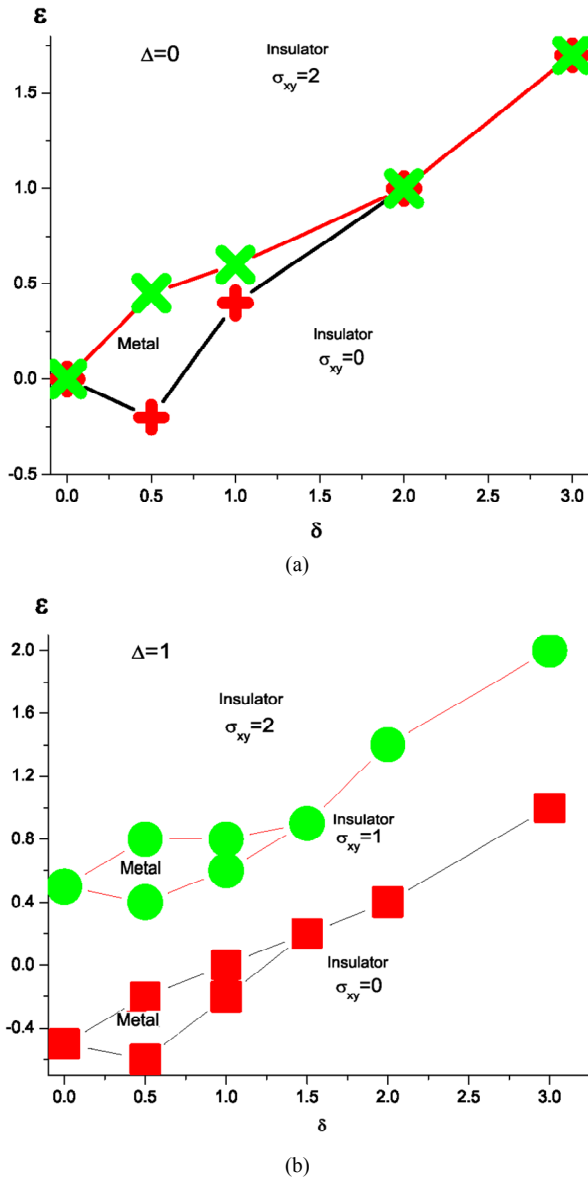 ε
Δ=0
Insulator
σxy=2
1.5
1.0
0.5
Metal
Insulator
σxy=0
0.0
-0.5
0.0 0.5 1.0 1.5 2.0 2.5 3.0
δ
(a)
ε
2.0
Δ=1
Insulator
σxy=2
1.6
1.2
Insulator
σxy=1
0.8
Metal
0.4
0.0
Insulator
σxy=0
Metal
-0.4
0.0 0.5 1.0 1.5 2.0 2.5 3.0
δ
(b)